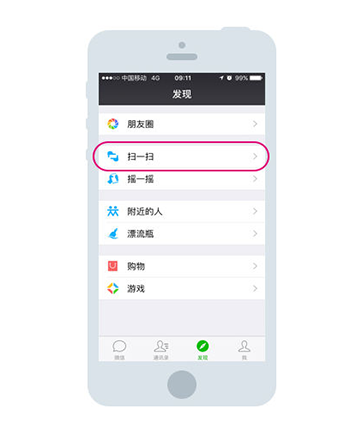 中国移动 4G 09:11 99%
发现
朋友圈
扫一扫
摇一摇
附近的人
漂流瓶
购物
游戏
微信 通讯录 发现 我